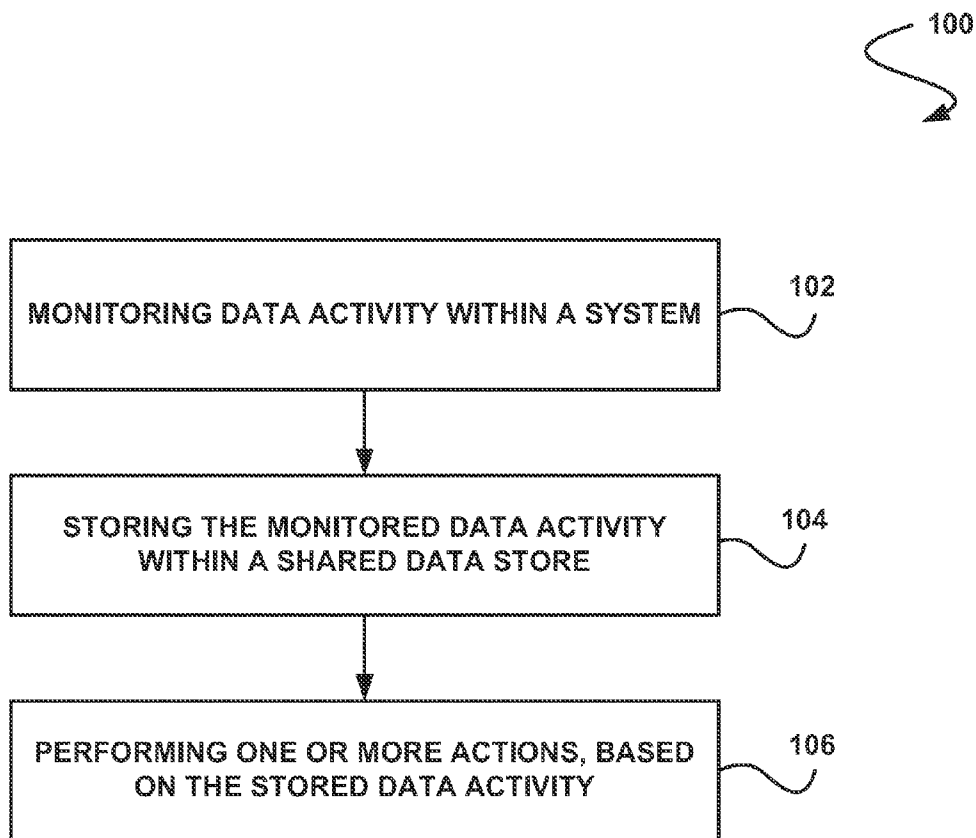 100
MONITORING DATA ACTIVITY WITHIN A SYSTEM
102
STORING THE MONITORED DATA ACTIVITY
WITHIN A SHARED DATA STORE
104
PERFORMING ONE OR MORE ACTIONS, BASED
ON THE STORED DATA ACTIVITY
106